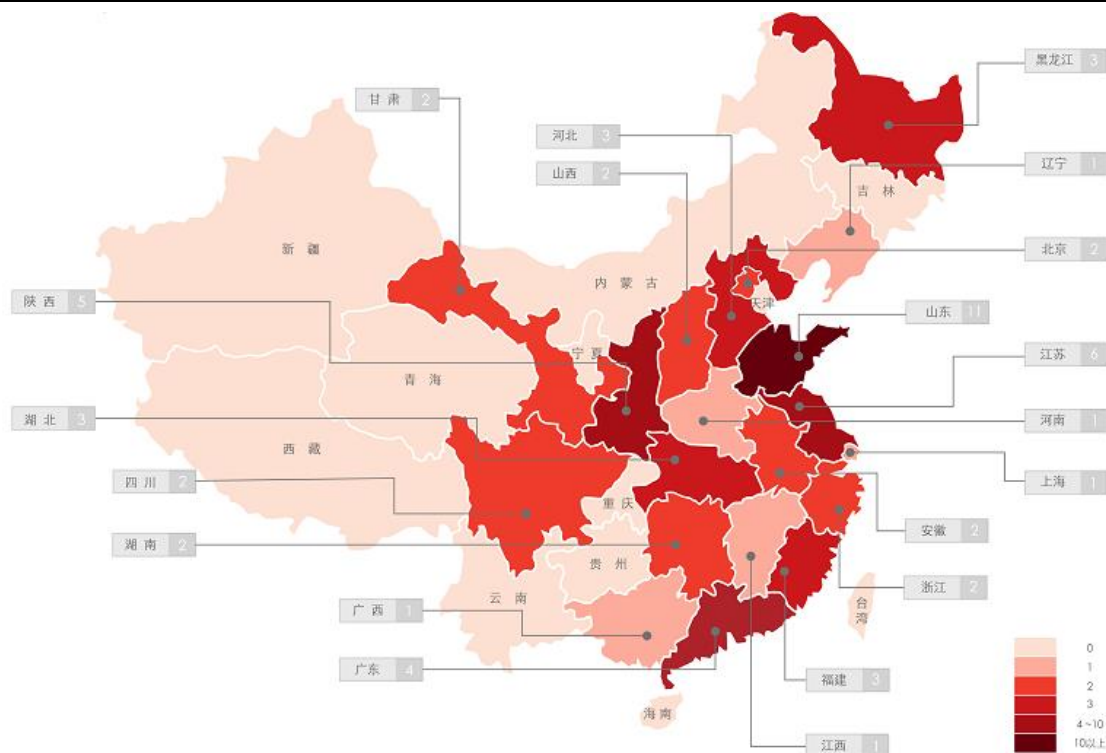 黑龙江 3
甘肃 2
河北 3
山西 2
辽宁 1
吉林
新疆
北京 2
内蒙古
陕西 5
天津
山东 11
宁夏
江苏 6
青海
湖北 3
河南 1
西藏
四川 2
上海 1
重庆
安徽 2
湖南 2
贵州
浙江 2
云南
广西 1
台湾
广东 4
福建 3
海南
江西 1
0
1
2
3
4~10
10以上